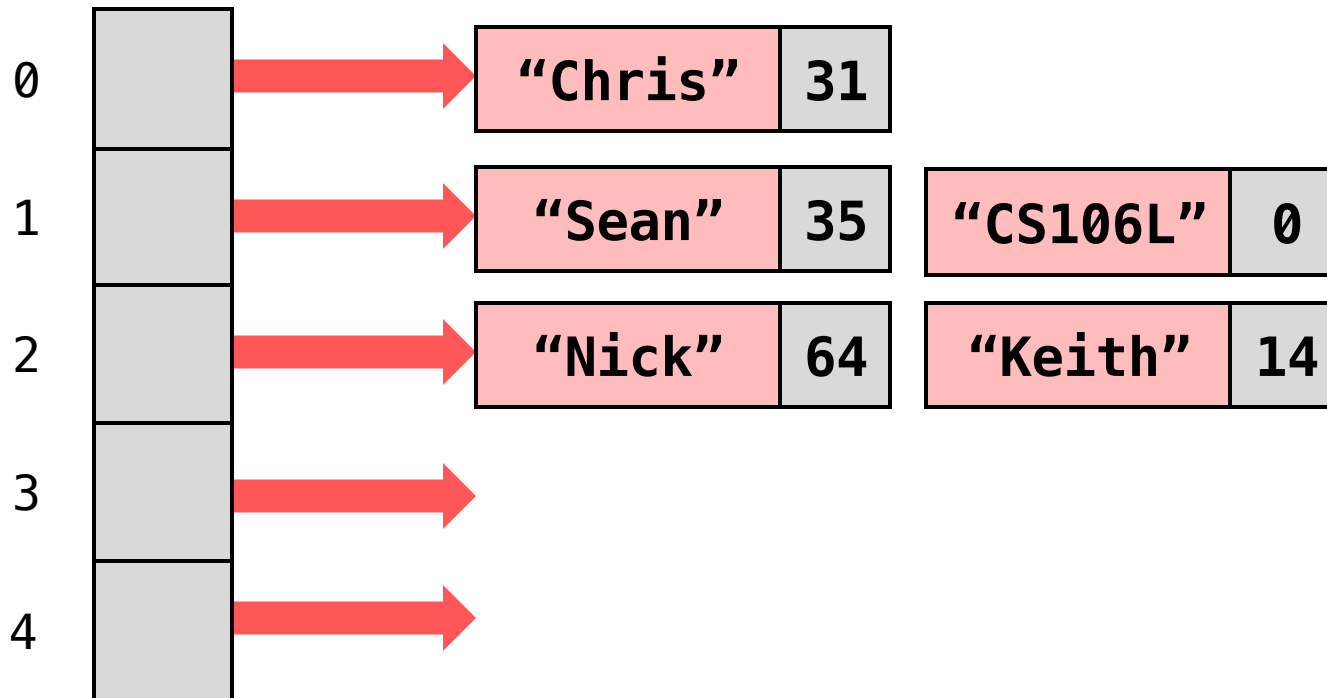 0 “Chris” 31
1 “Sean” 35 “CS106L” 0
2 “Nick” 64 “Keith” 14
3
4